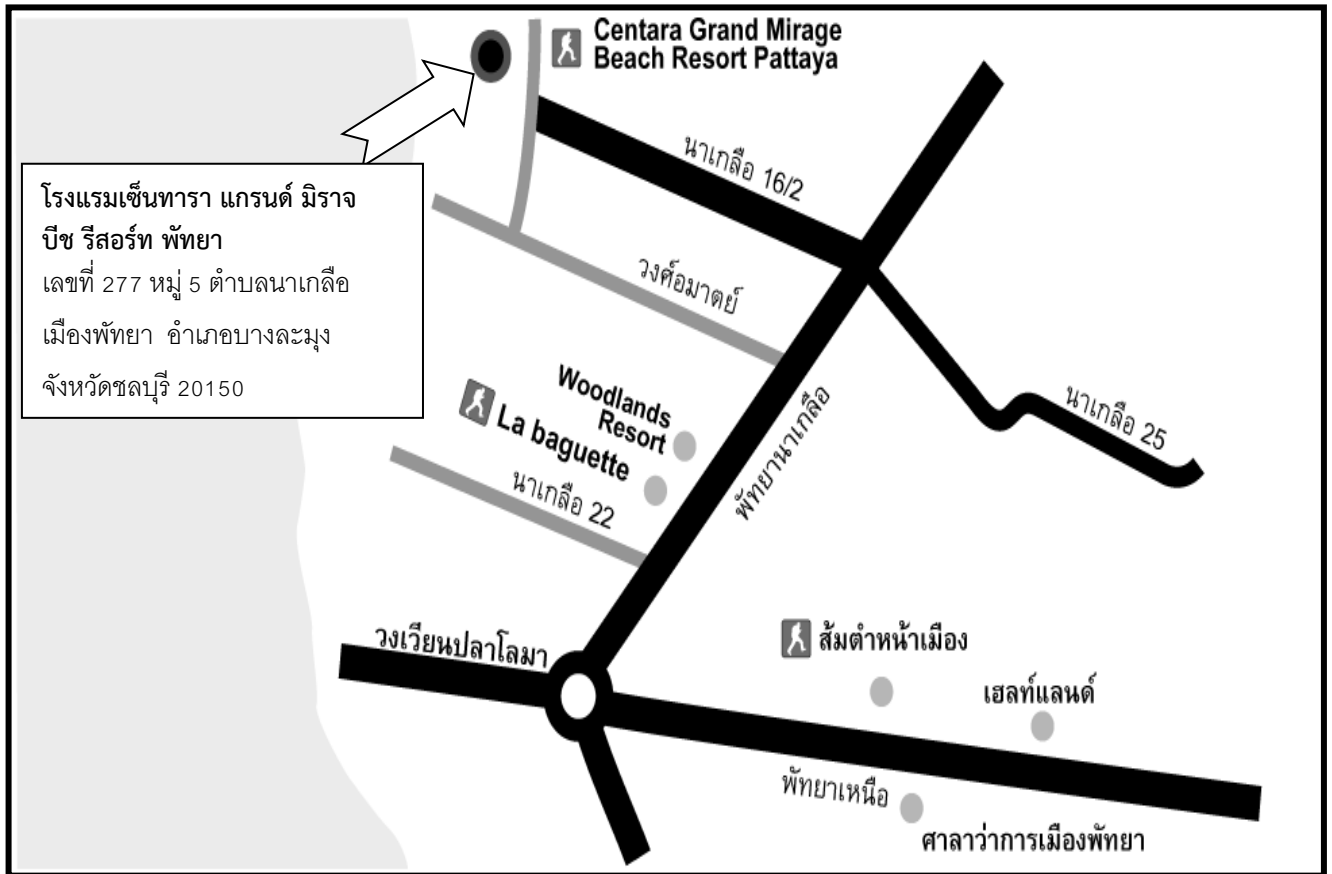 Centara Grand Mirage
Beach Resort Pattaya
นาเกลือ 16/2
โรงแรมเซ็นทารา แกรนด์ มิราจ
บีช รีสอร์ท พัทยา
เลขที่ 277 หมู่ 5 ตำบลนาเกลือ
เมืองพัทยา อำเภอบางละมุง
จังหวัดชลบุรี 20150
วงศ์อมาตย์
Woodlands
Resort
La baguette
นาเกลือ 22
พัทยานาเกลือ
นาเกลือ 25
วงเวียนปลาโลมา
ส้มตำหน้าเมือง
เฮลท์แลนด์
พัทยาเหนือ
ศาลาว่าการเมืองพัทยา